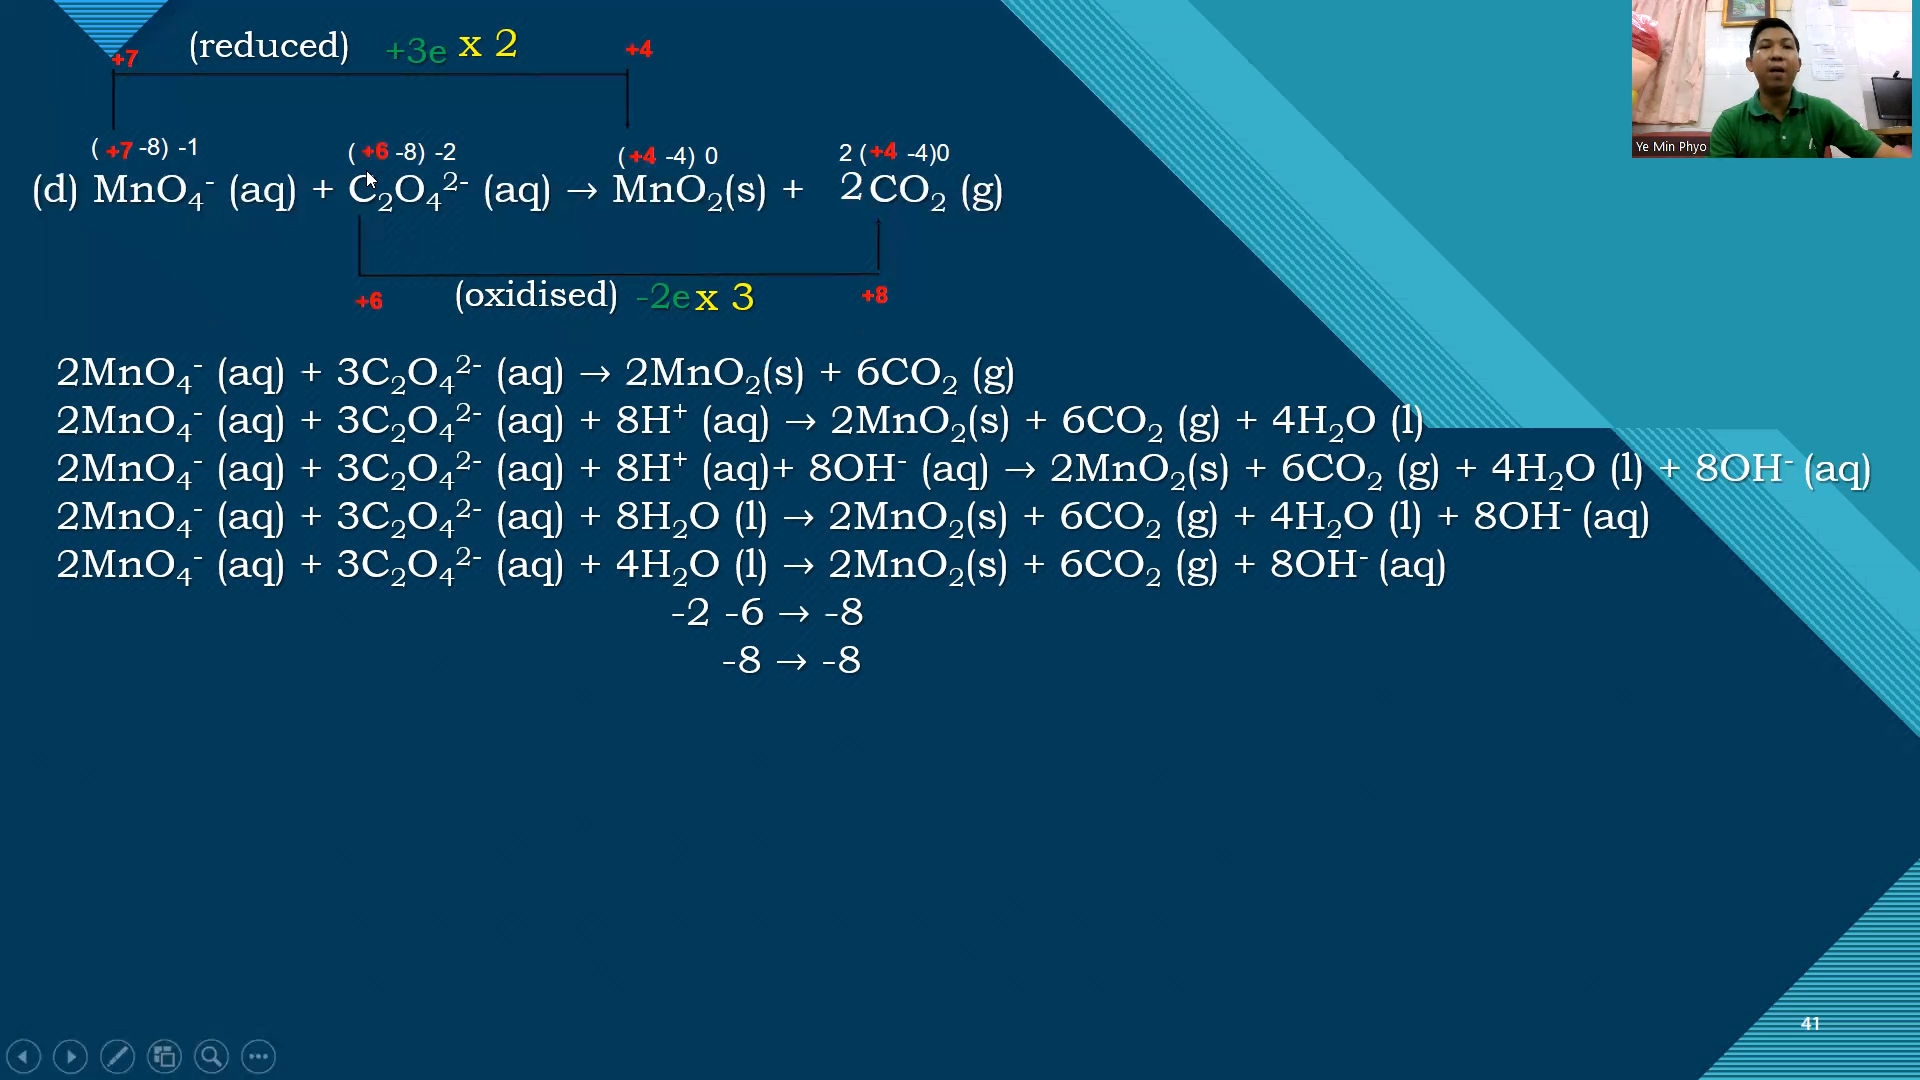 (reduced) +3e x 2
+7 +4
( +7 -8) -1 ( +6 -8) -2 (+4 -4) 0 2 (+4 -4)0
(d) MnO₄⁻ (aq) + C₂O₄²⁻ (aq) → MnO₂(s) + 2CO₂ (g)
+6 (oxidised) -2e x 3 +8
2MnO₄⁻ (aq) + 3C₂O₄²⁻ (aq) → 2MnO₂(s) + 6CO₂ (g)
2MnO₄⁻ (aq) + 3C₂O₄²⁻ (aq) + 8H⁺ (aq) → 2MnO₂(s) + 6CO₂ (g) + 4H₂O (l)
2MnO₄⁻ (aq) + 3C₂O₄²⁻ (aq) + 8H⁺ (aq)+ 8OH⁻ (aq) → 2MnO₂(s) + 6CO₂ (g) + 4H₂O (l) + 8OH⁻ (aq)
2MnO₄⁻ (aq) + 3C₂O₄²⁻ (aq) + 8H₂O (l) → 2MnO₂(s) + 6CO₂ (g) + 4H₂O (l) + 8OH⁻ (aq)
2MnO₄⁻ (aq) + 3C₂O₄²⁻ (aq) + 4H₂O (l) → 2MnO₂(s) + 6CO₂ (g) + 8OH⁻ (aq)
-2 -6 → -8
-8 → -8
Ye Min Phyo
41